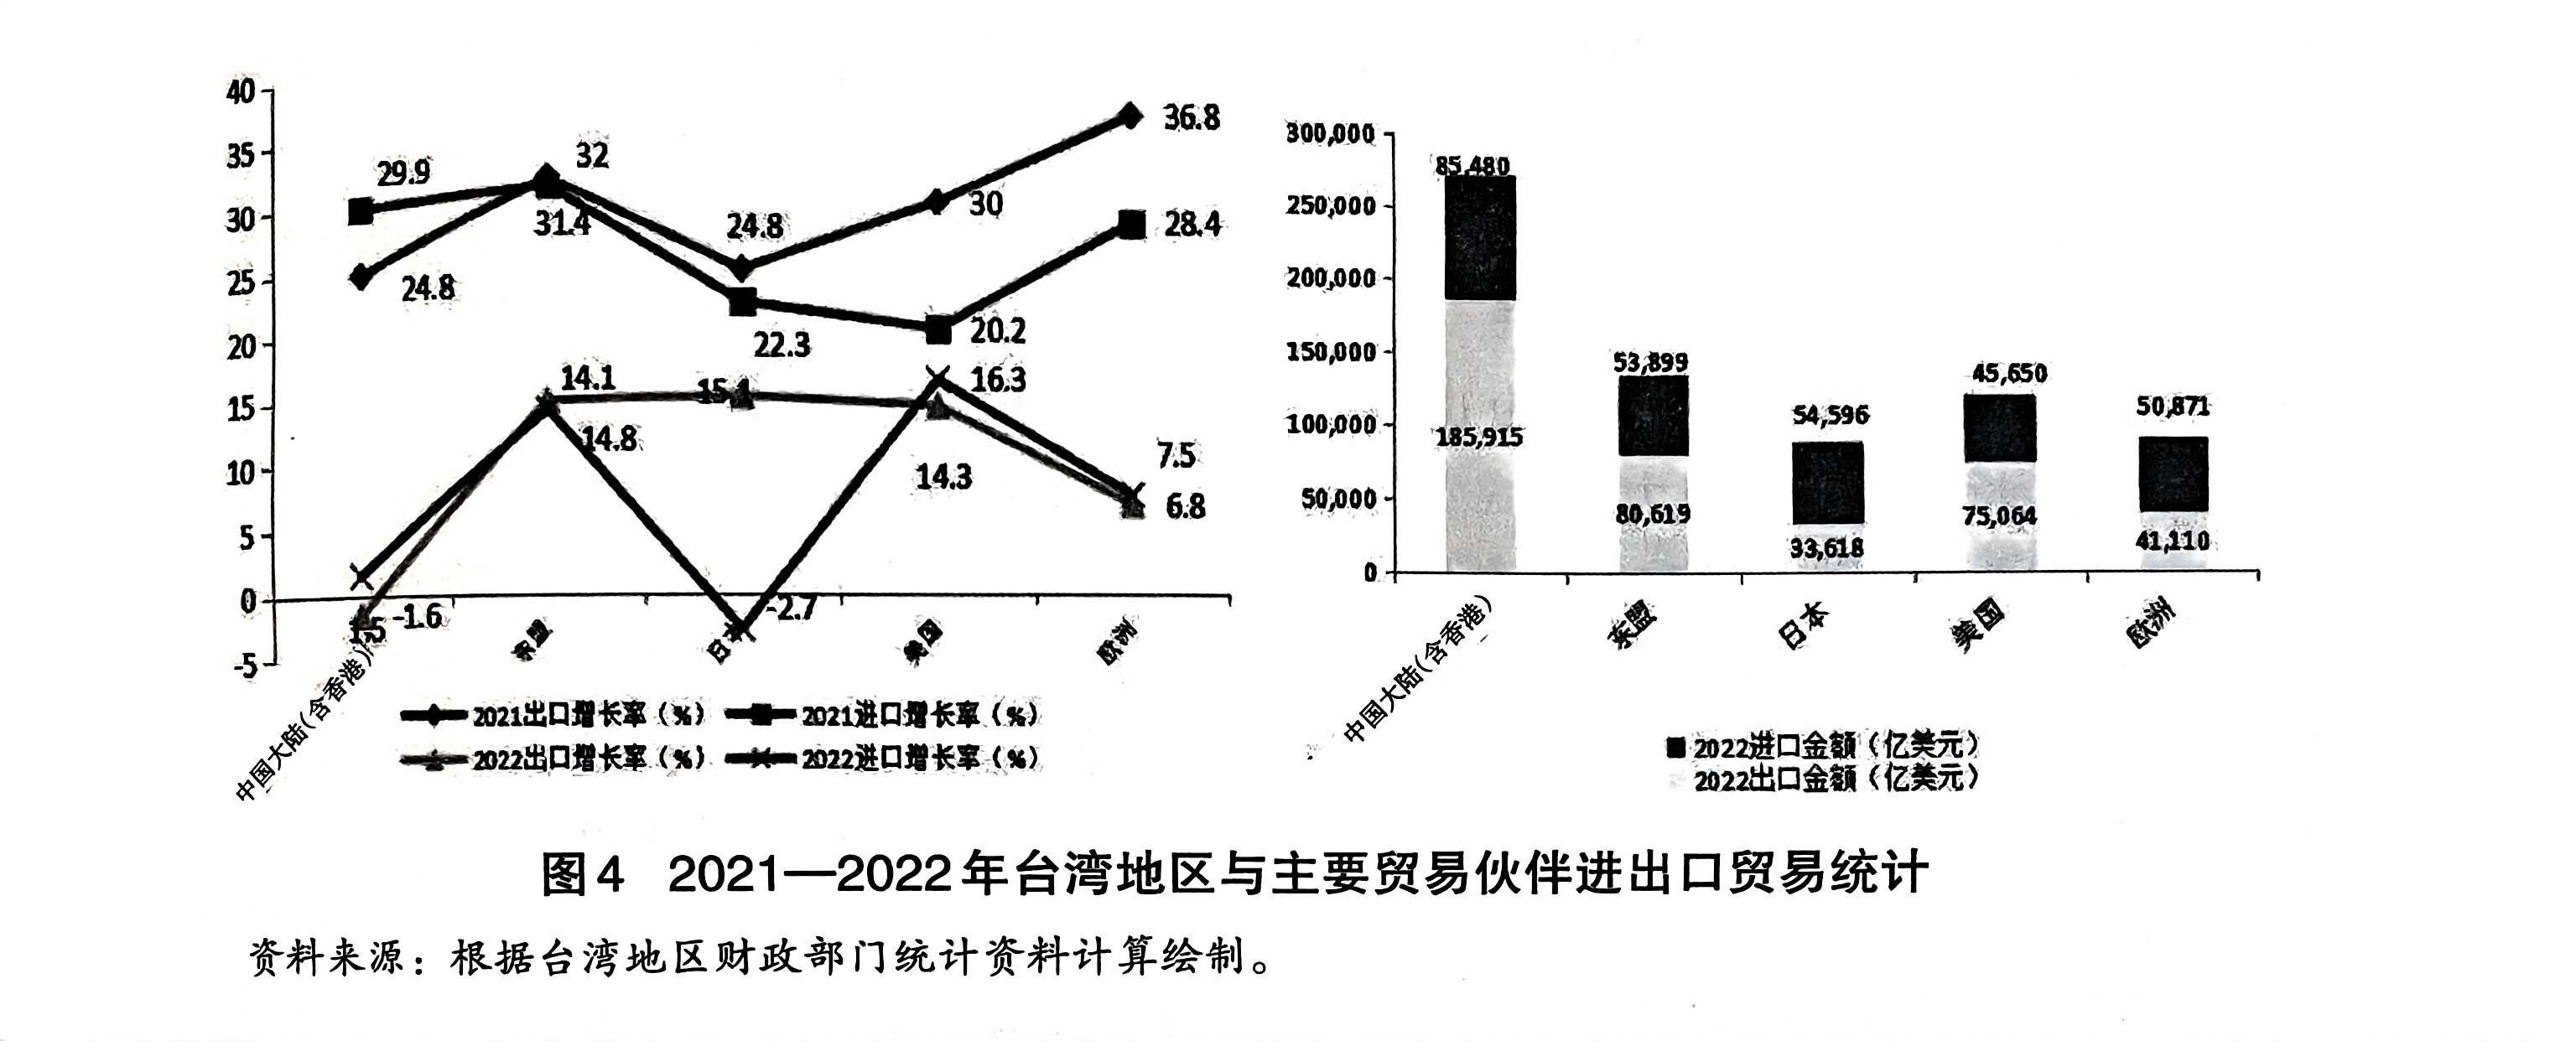 40
35
30
25
20
15
10
5
0
-5
29.9
24.8
32
31.4
24.8
22.3
30
20.2
36.8
28.4
14.1
14.8
15.1
16.3
14.3
7.5
6.8
1.5
-1.6
-2.7
中国大陆(含香港)
东盟
日本
美国
欧洲
2021出口增长率（%）
2021进口增长率（%）
2022出口增长率（%）
2022进口增长率（%）
300,000
250,000
200,000
150,000
100,000
50,000
0
85,480
185,915
53,899
80,619
54,596
33,618
45,650
75,064
50,871
41,110
中国大陆(含香港)
东盟
日本
美国
欧洲
2022进口金额（亿美元）
2022出口金额（亿美元）
图4 2021—2022年台湾地区与主要贸易伙伴进出口贸易统计
资料来源：根据台湾地区财政部门统计资料计算绘制。